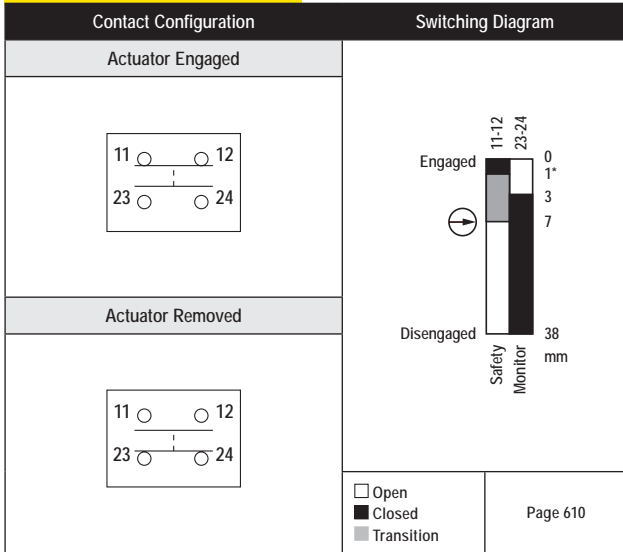 Contact Configuration
Switching Diagram
Actuator Engaged
11 12
23 24
Actuator Removed
11 12
23 24
11-12
23-24
Engaged
0
1*
3
7
Disengaged
38
mm
Safety
Monitor
Open
Closed
Transition
Page 610